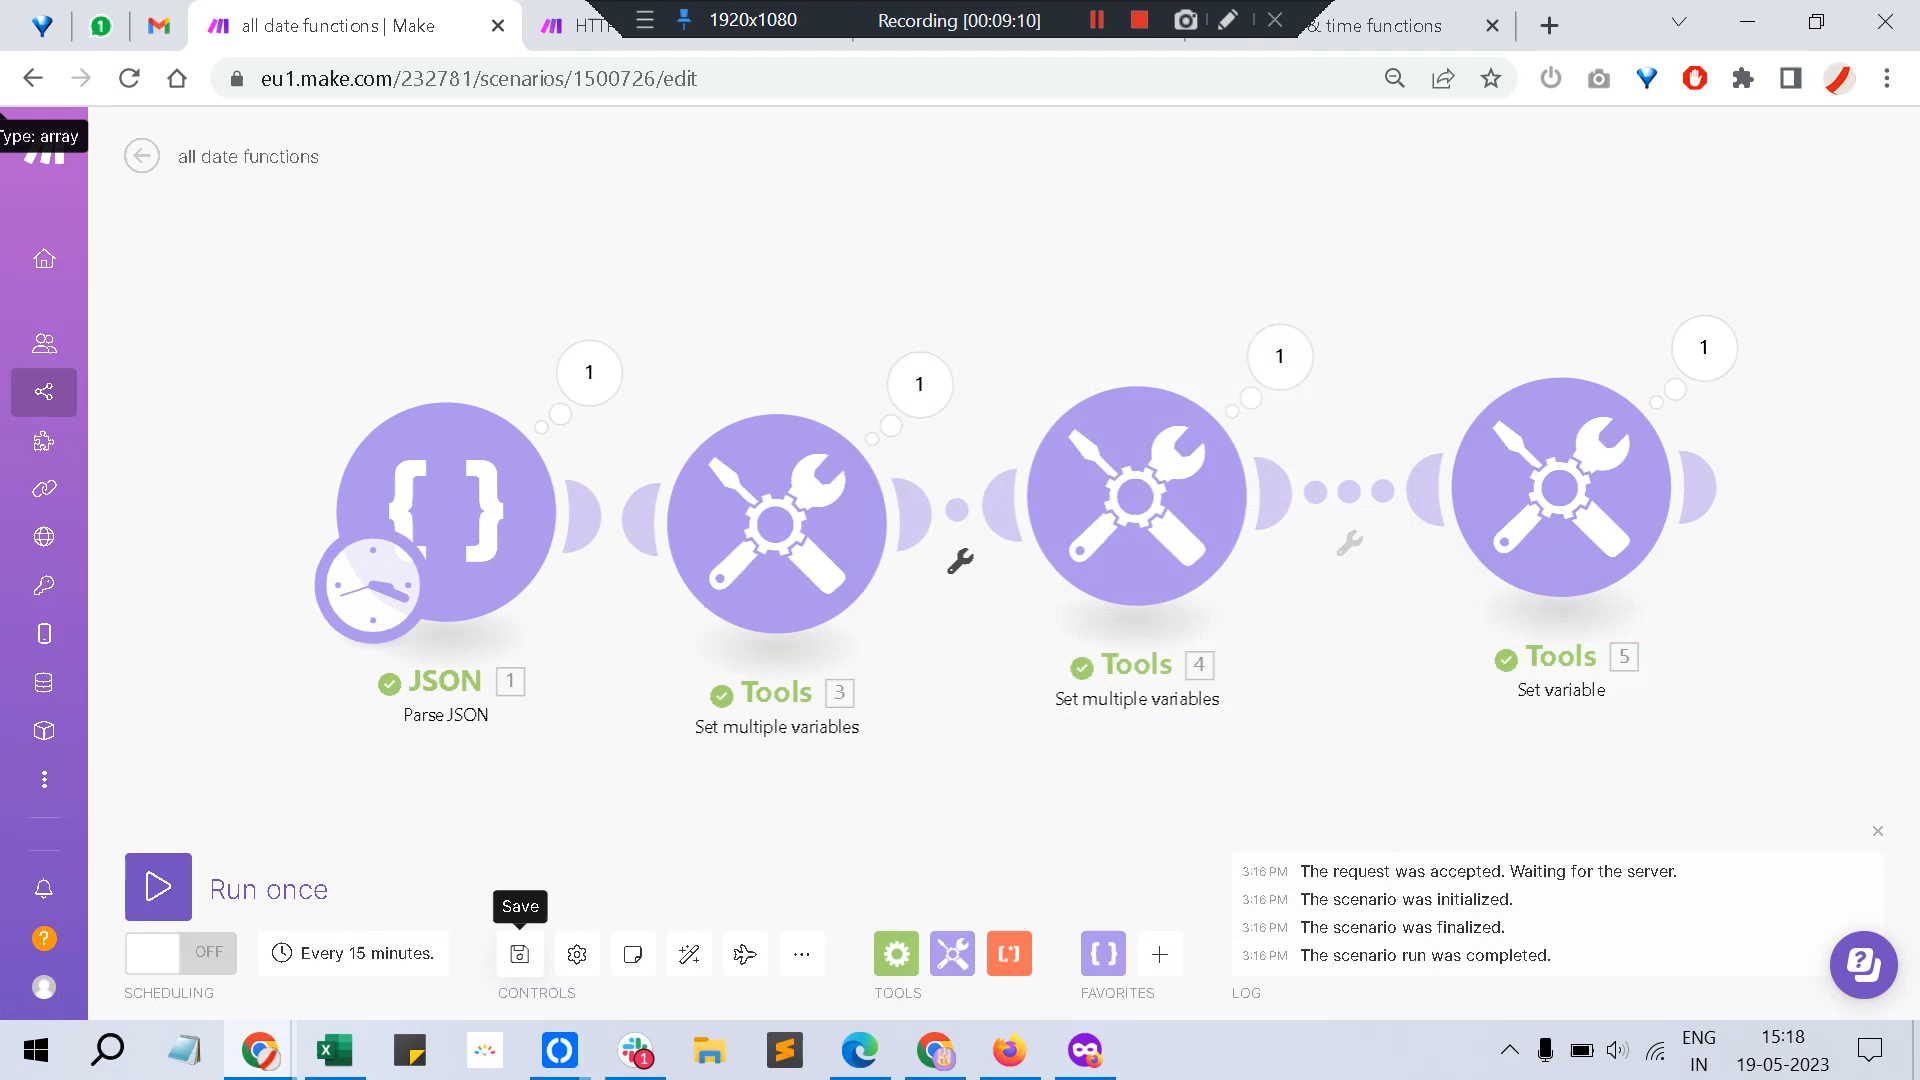 all date functions | Make
HTT
1920x1080
Recording [00:09:10]
& time functions
eu1.make.com/232781/scenarios/1500726/edit
Type: array
all date functions
1
1
1
1
JSON 1
Parse JSON
Tools 3
Set multiple variables
Tools 4
Set multiple variables
Tools 5
Set variable
Run once
Save
OFF
Every 15 minutes.
SCHEDULING
CONTROLS
TOOLS
FAVORITES
LOG
3:16 PM The request was accepted. Waiting for the server.
3:16 PM The scenario was initialized.
3:16 PM The scenario was finalized.
3:16 PM The scenario run was completed.
1
ENG
IN
15:18
19-05-2023